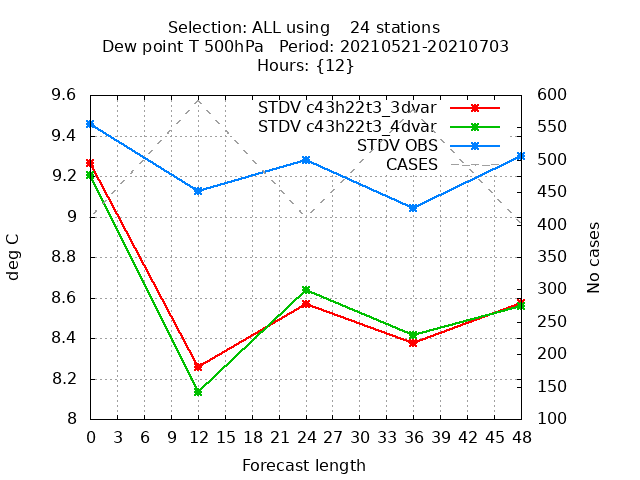 Selection: ALL using    24 stations
Dew point T 500hPa   Period: 20210521-20210703
Hours: {12}
STDV c43h22t3_3dvar
STDV c43h22t3_4dvar
STDV OBS
CASES
9.6
9.4
9.2
9
8.8
8.6
8.4
8.2
8
600
550
500
450
400
350
300
250
200
150
100
deg C
No cases
0 3 6 9 12 15 18 21 24 27 30 33 36 39 42 45 48
Forecast length